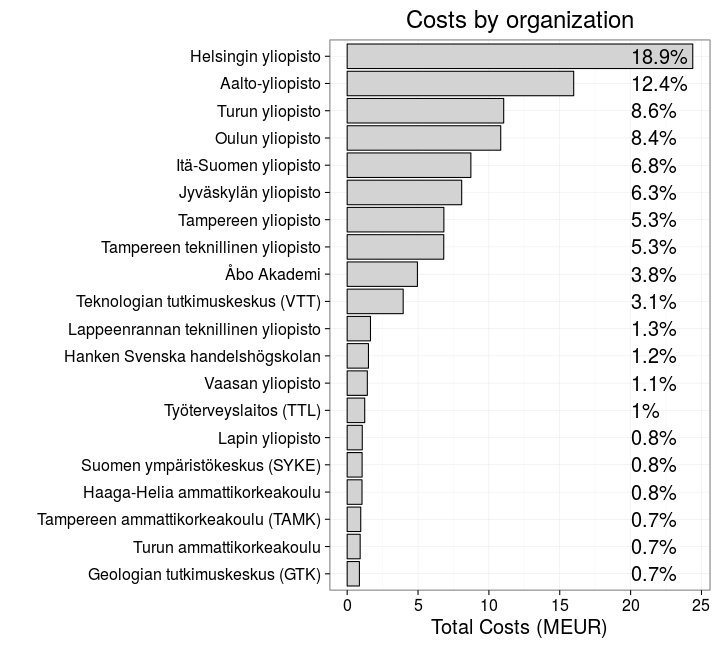 Costs by organization
Helsingin yliopisto 18.9%
Aalto-yliopisto 12.4%
Turun yliopisto 8.6%
Oulun yliopisto 8.4%
Itä-Suomen yliopisto 6.8%
Jyväskylän yliopisto 6.3%
Tampereen yliopisto 5.3%
Tampereen teknillinen yliopisto 5.3%
Åbo Akademi 3.8%
Teknologian tutkimuskeskus (VTT) 3.1%
Lappeenrannan teknillinen yliopisto 1.3%
Hanken Svenska handelshögskolan 1.2%
Vaasan yliopisto 1.1%
Työterveyslaitos (TTL) 1%
Lapin yliopisto 0.8%
Suomen ympäristökeskus (SYKE) 0.8%
Haaga-Helia ammattikorkeakoulu 0.8%
Tampereen ammattikorkeakoulu (TAMK) 0.7%
Turun ammattikorkeakoulu 0.7%
Geologian tutkimuskeskus (GTK) 0.7%
0 5 10 15 20 25
Total Costs (MEUR)